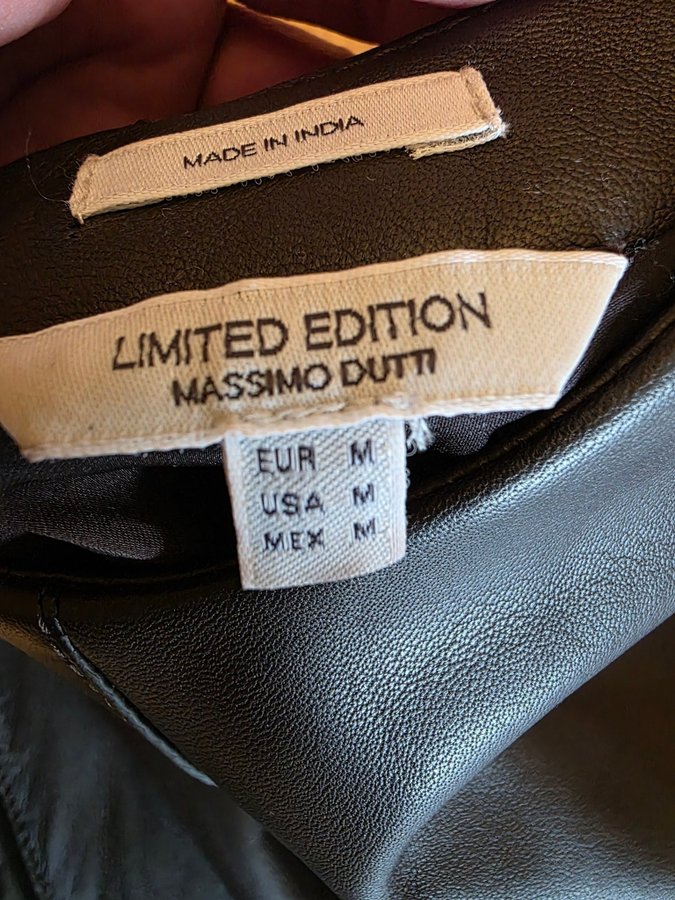 MADE IN INDIA
LIMITED EDITION
MASSIMO DUTTI
EUR M
USA M
MEX M